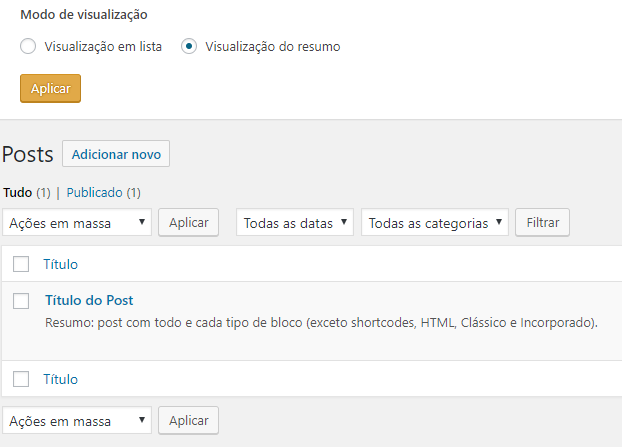 Modo de visualização
Visualização em lista Visualização do resumo
Aplicar
Posts Adicionar novo
Tudo (1) | Publicado (1)
Ações em massa Aplicar Todas as datas Todas as categorias Filtrar
Título
Título do Post
Resumo: post com todo e cada tipo de bloco (exceto shortcodes, HTML, Clássico e Incorporado).
Título
Ações em massa Aplicar